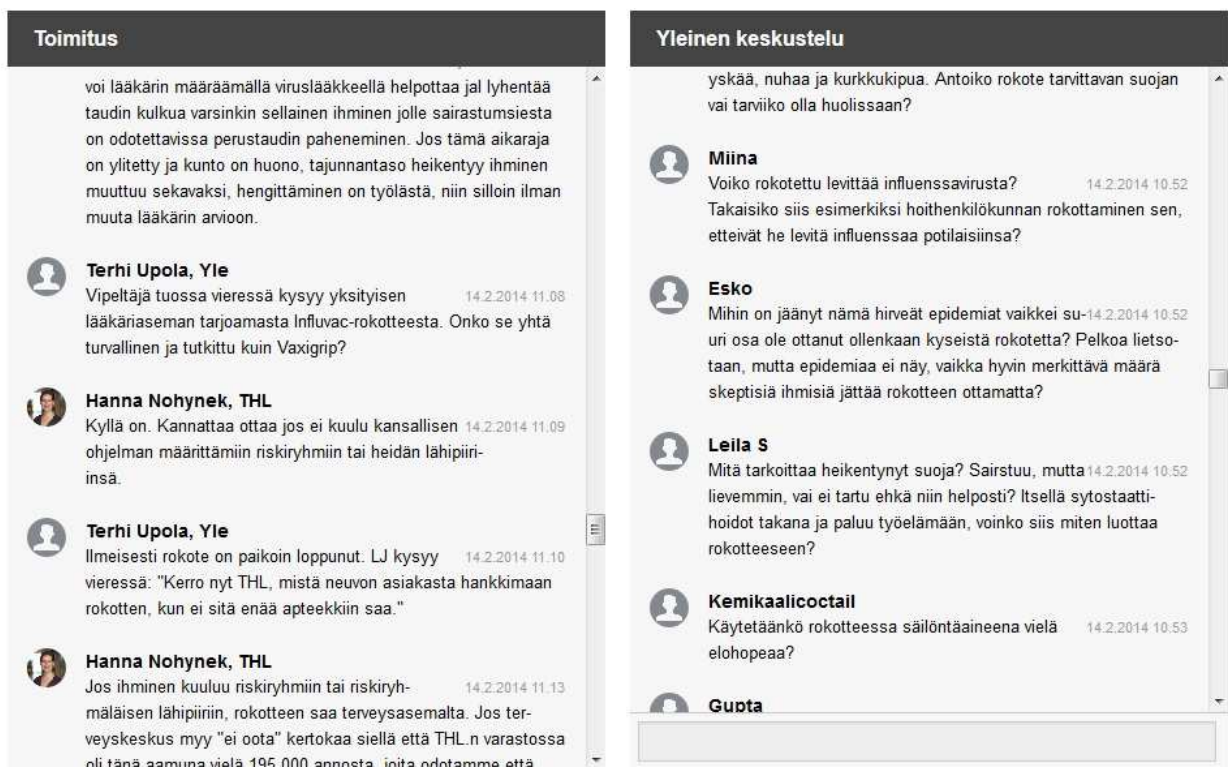 Toimitus
voi lääkärin määräämällä viruslääkkeellä helpottaa jal lyhentää
taudin kulkua varsinkin sellainen ihminen jolle sairastumsiesta
on odotettavissa perustaudin paheneminen. Jos tämä aikaraja
on ylitetty ja kunto on huono, tajunnantaso heikentyy ihminen
muuttuu sekavaksi, hengittäminen on työlästä, niin silloin ilman
muuta lääkärin arvioon.
Terhi Upola, Yle
Vipeltäjä tuossa vieressä kysyy yksityisen 14.2.2014 11.08
lääkäriaseman tarjoamasta Influvac-rokotteesta. Onko se yhtä
turvallinen ja tutkittu kuin Vaxigrip?
Hanna Nohynek, THL
Kyllä on. Kannattaa ottaa jos ei kuulu kansallisen 14.2.2014 11.09
ohjelman määrittämiin riskiryhmiin tai heidän lähipiiri-
insä.
Terhi Upola, Yle
Ilmeisesti rokote on paikoin loppunut. LJ kysyy 14.2.2014 11.10
vieressä: "Kerro nyt THL, mistä neuvon asiakasta hankkimaan
rokotten, kun ei sitä enää apteekkiin saa."
Hanna Nohynek, THL
Jos ihminen kuuluu riskiryhmiin tai riskiryh- 14.2.2014 11.13
mäläisen lähipiiriin, rokotteen saa terveysasemalta. Jos ter-
veyskeskus myy "ei oota" kertokaa siellä että THL.n varastossa
oli tänä aamuna vielä 195 000 annosta, joita odotamme että
Yleinen keskustelu
yskää, nuhaa ja kurkkukipua. Antoiko rokote tarvittavan suojan
vai tarviiko olla huolissaan?
Miina
Voiko rokotettu levittää influenssavirusta? 14.2.2014 10.52
Takaisiko siis esimerkiksi hoithenkilökunnan rokottaminen sen,
etteivät he levitä influenssaa potilaisiinsa?
Esko
Mihin on jäänyt nämä hirveät epidemiat vaikkei su- 14.2.2014 10.52
uri osa ole ottanut ollenkaan kyseistä rokotetta? Pelkoa lietso-
taan, mutta epidemiaa ei näy, vaikka hyvin merkittävä määrä
skeptisiä ihmisiä jättää rokotteen ottamatta?
Leila S
Mitä tarkoittaa heikentynyt suoja? Sairstuu, mutta 14.2.2014 10.52
lievemmin, vai ei tartu ehkä niin helposti? Itsellä sytostaatti-
hoidot takana ja paluu työelämään, voinko siis miten luottaa
rokotteeseen?
Kemikaalicoctail
Käytetäänkö rokotteessa säilöntäaineena vielä 14.2.2014 10.53
elohopeaa?
Gupta